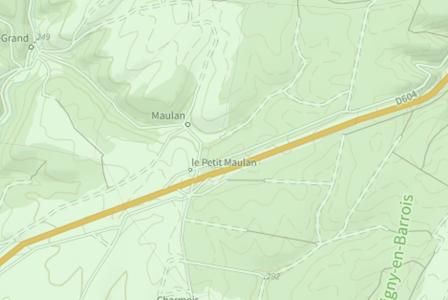 Grand
249
D604
Maulan
le Petit Maulan
gny-en-Barrois
292